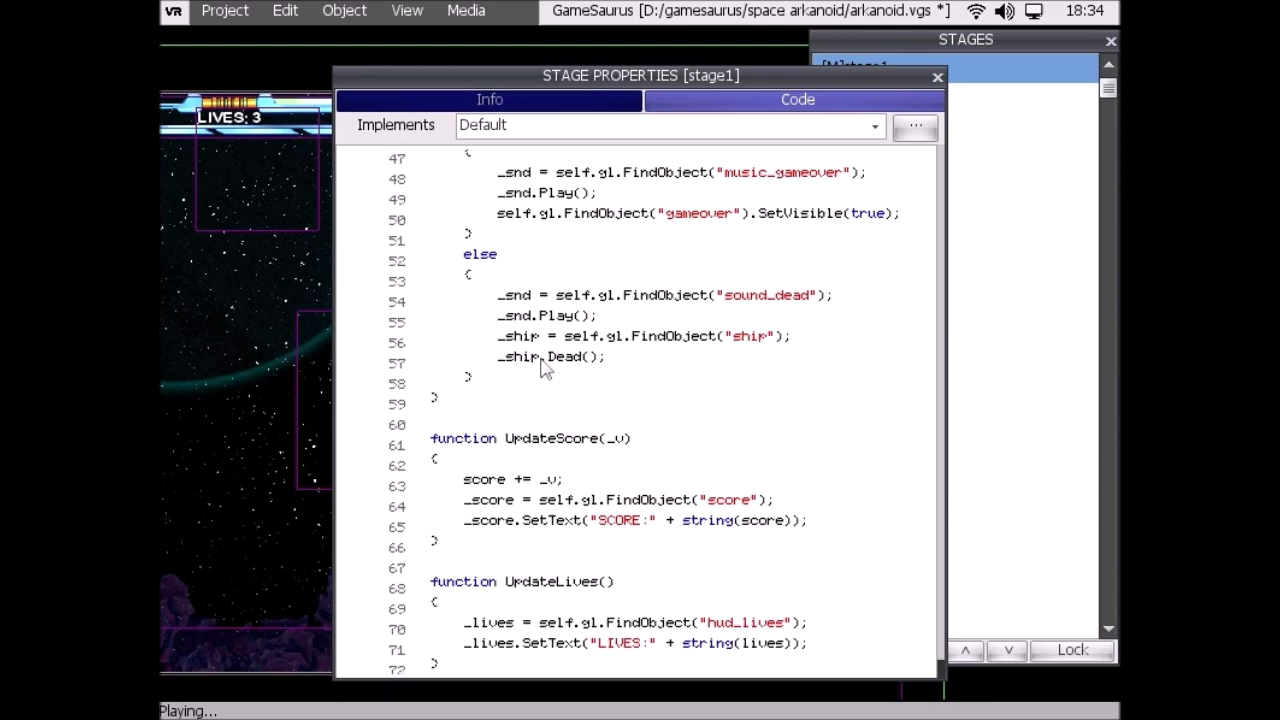 VR Project Edit Object View Media GameSaurus [D:/gamesaurus/space arkanoid/arkanoid.vgs *] 18:34
STAGES
[M]stage1
STAGE PROPERTIES [stage1]
Info Code
Implements Default ...
LIVES: 3
47 {
48 _snd = self.gl.FindObject("music_gameover");
49 _snd.Play();
50 self.gl.FindObject("gameover").SetVisible(true);
51 }
52 else
53 {
54 _snd = self.gl.FindObject("sound_dead");
55 _snd.Play();
56 _ship = self.gl.FindObject("ship");
57 _ship.Dead();
58 }
59 }
60
61 function UpdateScore(_v)
62 {
63 score += _v;
64 _score = self.gl.FindObject("score");
65 _score.SetText("SCORE:" + string(score));
66 }
67
68 function UpdateLives()
69 {
70 _lives = self.gl.FindObject("hud_lives");
71 _lives.SetText("LIVES:" + string(lives));
72 }
Lock
Playing...